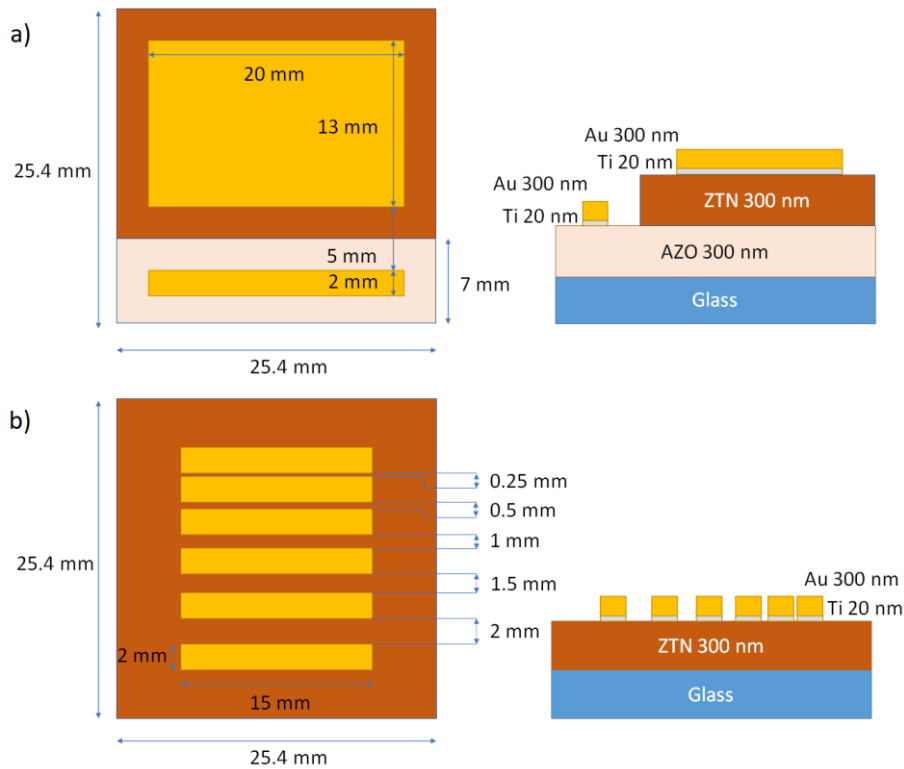 a)
20 mm
13 mm
25.4 mm
5 mm
2 mm
7 mm
25.4 mm
Au 300 nm
Ti 20 nm
Au 300 nm
Ti 20 nm
ZTN 300 nm
AZO 300 nm
Glass
b)
0.25 mm
0.5 mm
1 mm
25.4 mm
1.5 mm
2 mm
2 mm
15 mm
25.4 mm
Au 300 nm
Ti 20 nm
ZTN 300 nm
Glass